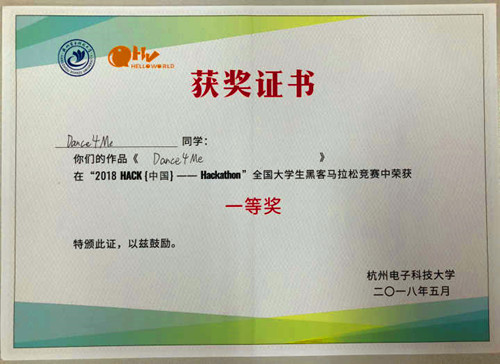 QHW
HELLOWORLD
获奖证书
Dance4Me 同学:
你们的作品《 Dance4Me 》
在“2018 HACK {中国} —— Hackathon”全国大学生黑客马拉松竞赛中荣获
一等奖
特颁此证，以兹鼓励。
杭州电子科技大学
二〇一八年五月